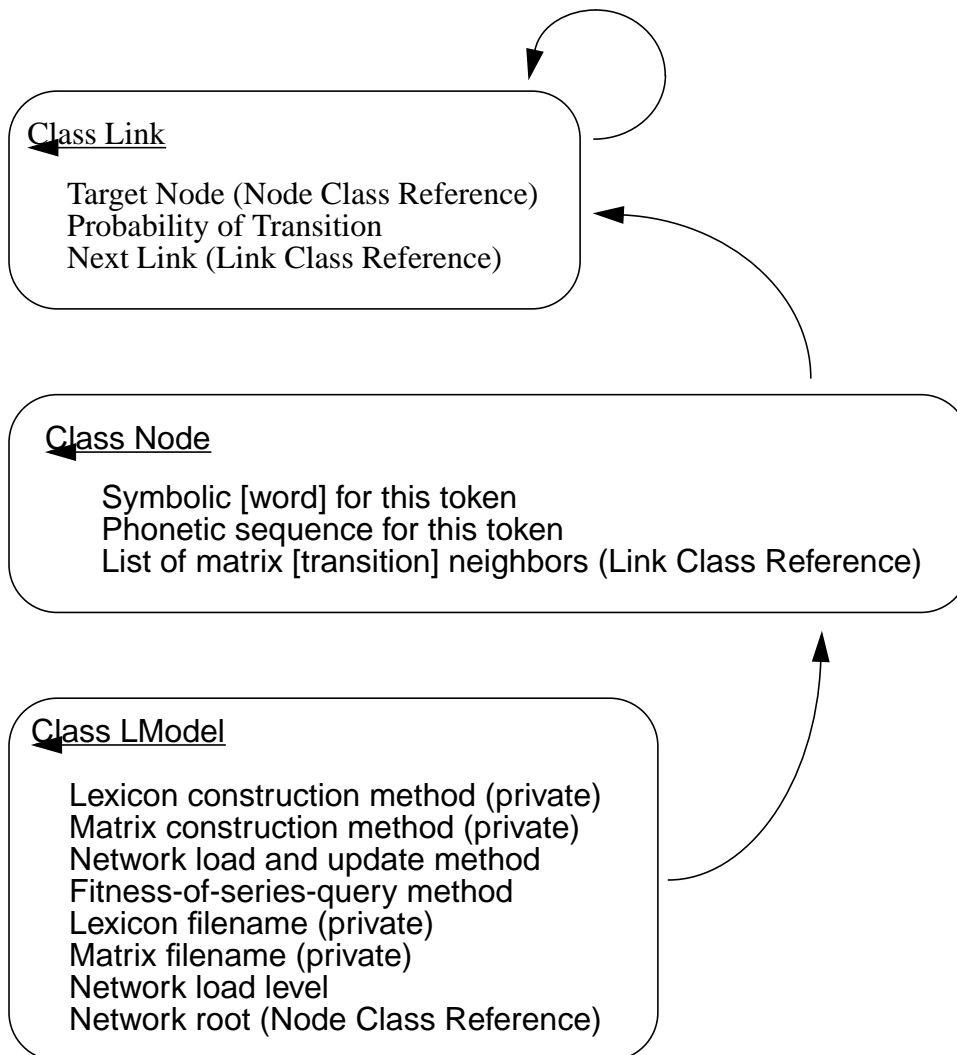 Class Link
Target Node (Node Class Reference)
Probability of Transition
Next Link (Link Class Reference)
Class Node
Symbolic [word] for this token
Phonetic sequence for this token
List of matrix [transition] neighbors (Link Class Reference)
Class LModel
Lexicon construction method (private)
Matrix construction method (private)
Network load and update method
Fitness-of-series-query method
Lexicon filename (private)
Matrix filename (private)
Network load level
Network root (Node Class Reference)